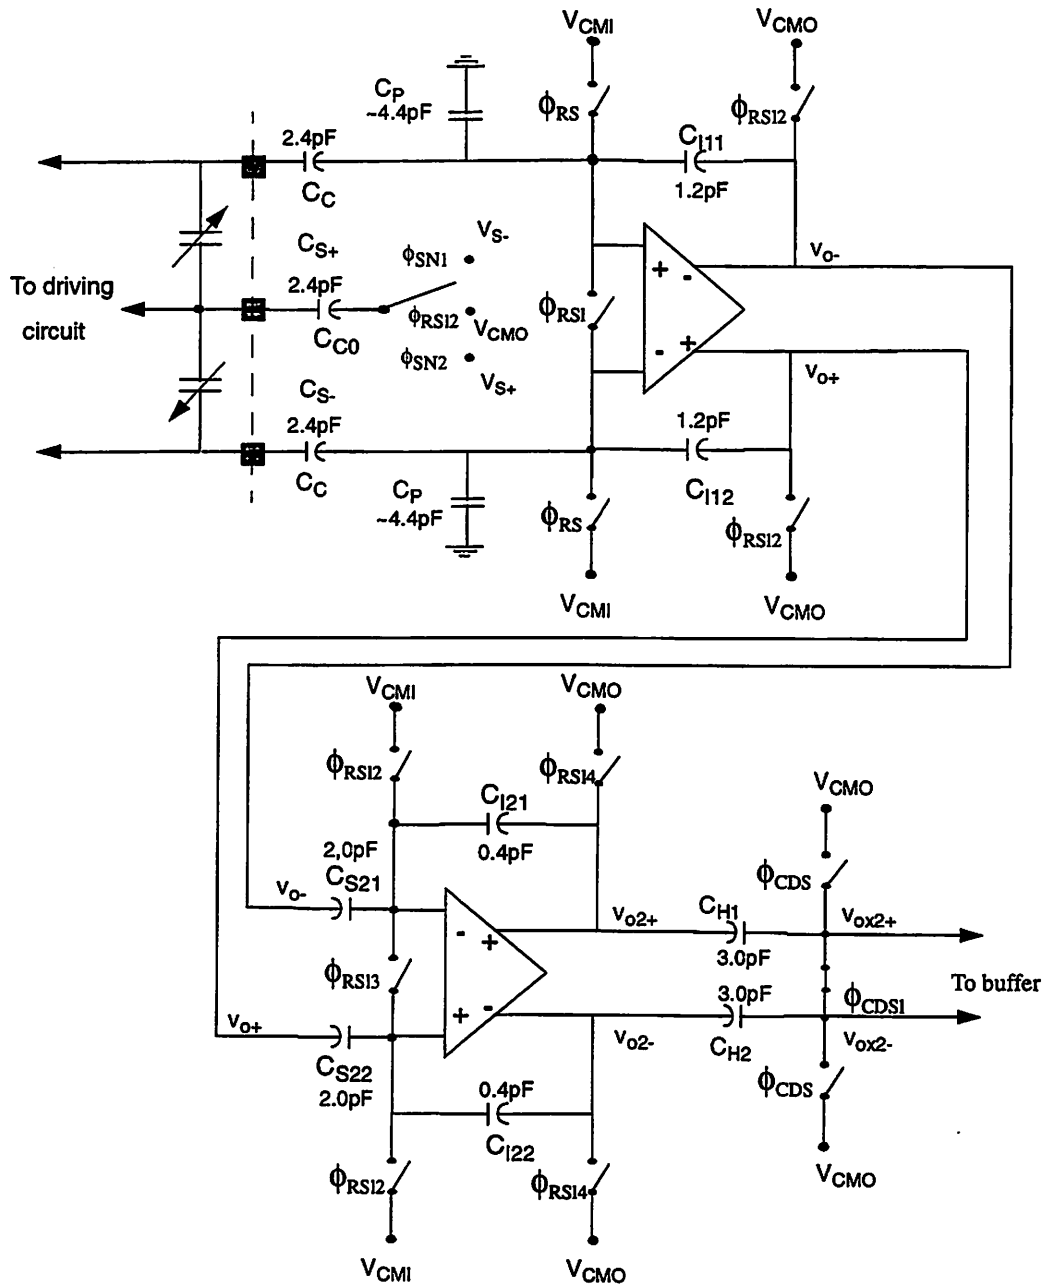 VCMI
VCMO
CP
~4.4pF
ϕRS
ϕRS12
CI11
1.2pF
2.4pF
CC
VS-
CS+
ϕSN1
vo-
+
-
To driving
circuit
2.4pF
CC0
ϕRS12
VCMO
ϕRS1
ϕSN2
-
+
vo+
CS-
VS+
2.4pF
CC
1.2pF
CI12
CP
~4.4pF
ϕRS
ϕRS12
VCMI
VCMO
VCMI
VCMO
ϕRS12
ϕRS14
CI21
0.4pF
VCMO
2,0pF
CS21
vo-
ϕCDS
CH1
vox2+
-
+
vo2+
3.0pF
ϕRS13
To buffer
3.0pF
ϕCDS1
+
-
vo+
CS22
2.0pF
vo2-
CH2
vox2-
0.4pF
ϕCDS
CI22
ϕRS12
ϕRS14
VCMO
VCMI
VCMO